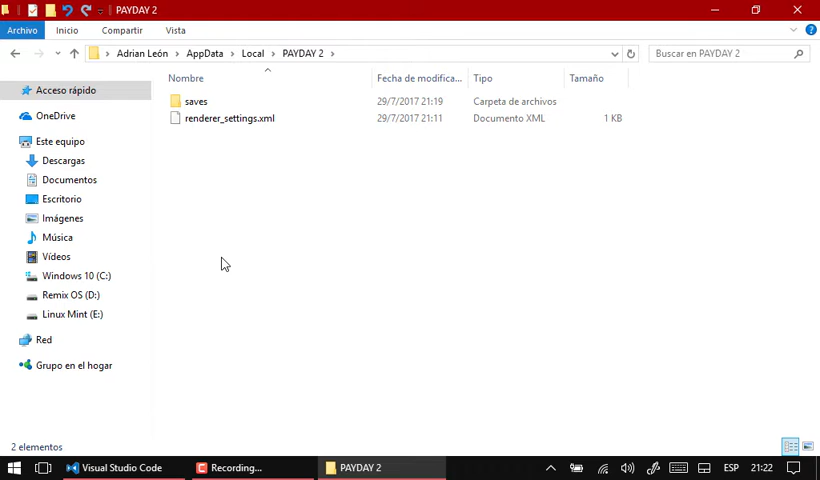 PAYDAY 2
Archivo Inicio Compartir Vista
Adrian León AppData Local PAYDAY 2
Buscar en PAYDAY 2
Nombre Fecha de modifica... Tipo Tamaño
saves 29/7/2017 21:19 Carpeta de archivos
renderer_settings.xml 29/7/2017 21:11 Documento XML 1 KB
Acceso rápido
OneDrive
Este equipo
Descargas
Documentos
Escritorio
Imágenes
Música
Vídeos
Windows 10 (C:)
Remix OS (D:)
Linux Mint (E:)
Red
Grupo en el hogar
2 elementos
Visual Studio Code Recording... PAYDAY 2 ESP 21:22